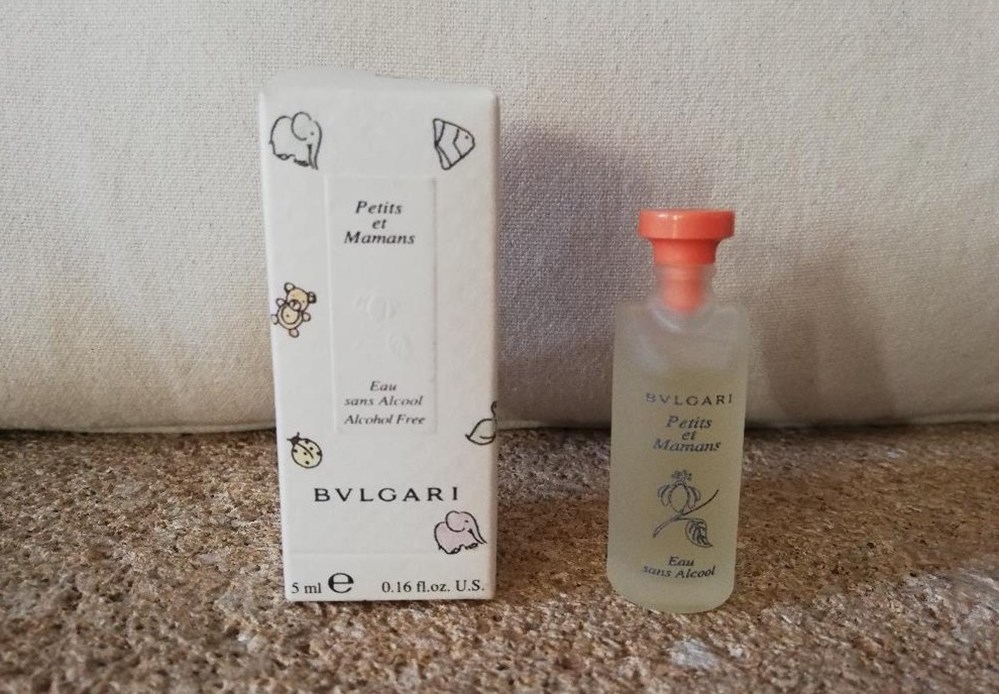 Petits
et
Mamans
Eau
sans Alcool
Alcohol Free
BVLGARI
5 ml e 0.16 fl.oz. U.S.
BVLGARI
Petits
et
Mamans
Eau
sans Alcool